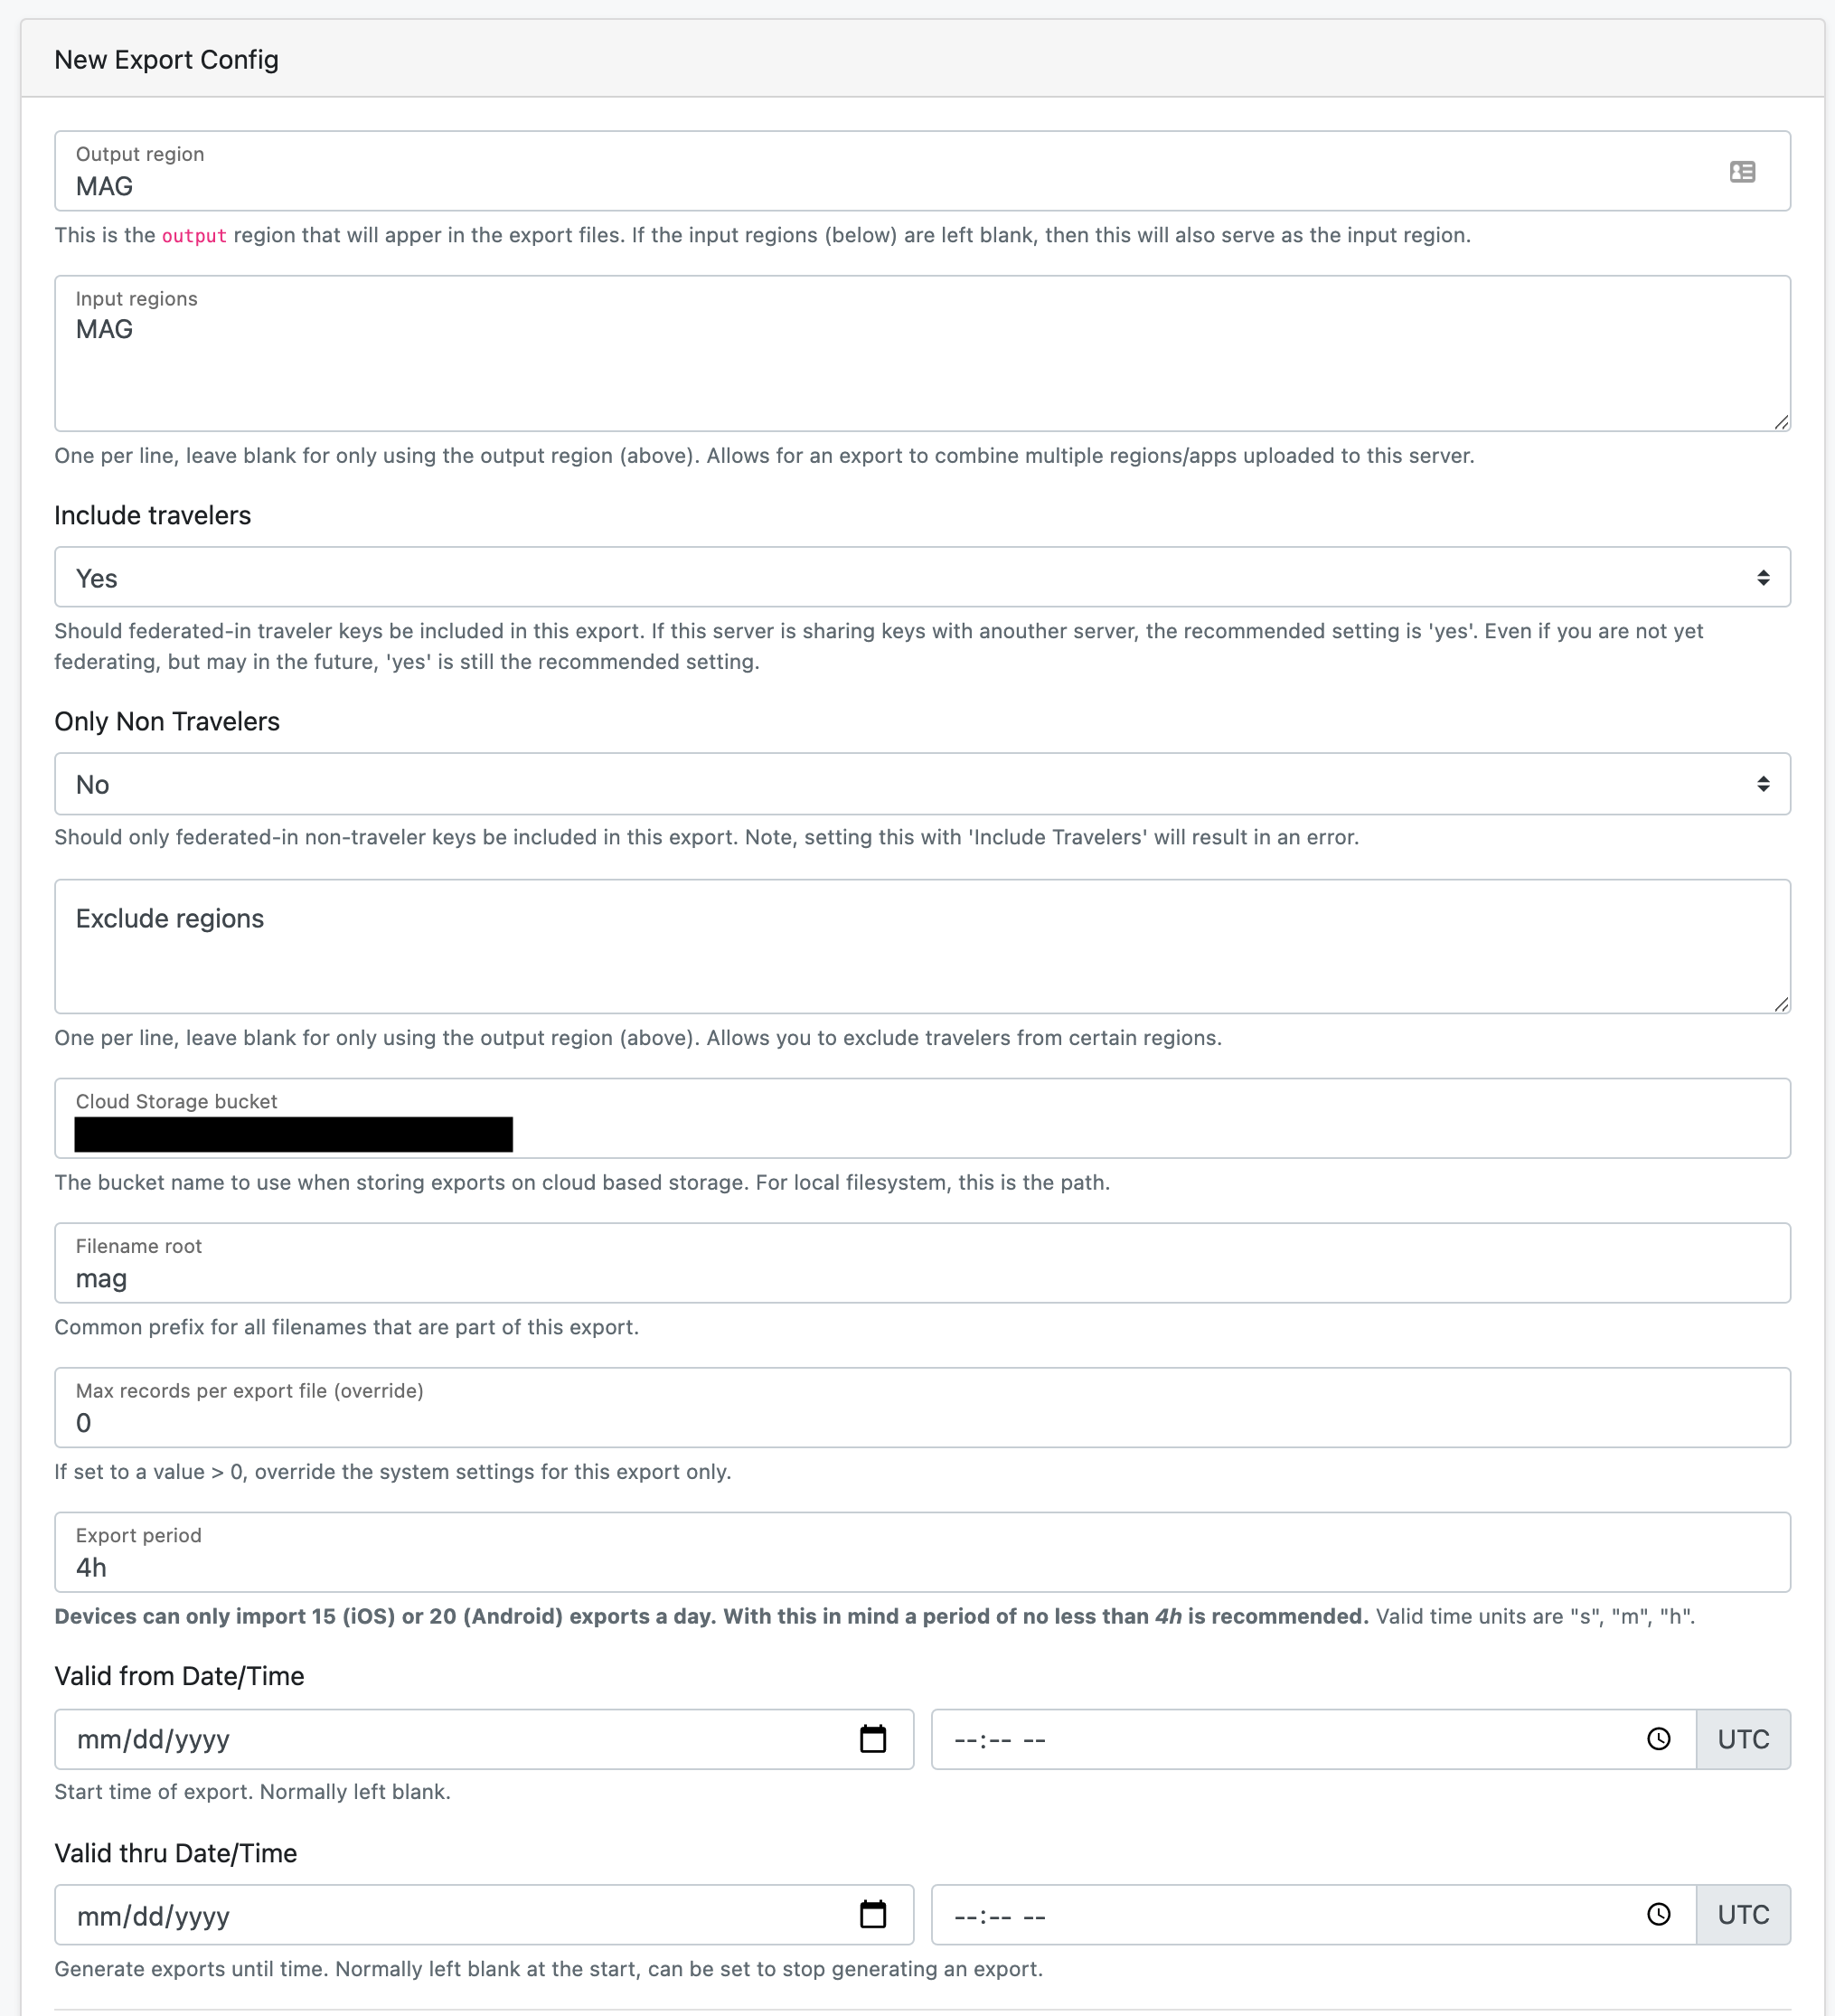 New Export Config
Output region
MAG
This is the output region that will apper in the export files. If the input regions (below) are left blank, then this will also serve as the input region.
Input regions
MAG
One per line, leave blank for only using the output region (above). Allows for an export to combine multiple regions/apps uploaded to this server.
Include travelers
Yes
Should federated-in traveler keys be included in this export. If this server is sharing keys with anouther server, the recommended setting is 'yes'. Even if you are not yet
federating, but may in the future, 'yes' is still the recommended setting.
Only Non Travelers
No
Should only federated-in non-traveler keys be included in this export. Note, setting this with 'Include Travelers' will result in an error.
Exclude regions
One per line, leave blank for only using the output region (above). Allows you to exclude travelers from certain regions.
Cloud Storage bucket
The bucket name to use when storing exports on cloud based storage. For local filesystem, this is the path.
Filename root
mag
Common prefix for all filenames that are part of this export.
Max records per export file (override)
0
If set to a value > 0, override the system settings for this export only.
Export period
4h
Devices can only import 15 (iOS) or 20 (Android) exports a day. With this in mind a period of no less than 4h is recommended. Valid time units are "s", "m", "h".
Valid from Date/Time
mm/dd/yyyy --:-- -- UTC
Start time of export. Normally left blank.
Valid thru Date/Time
mm/dd/yyyy --:-- -- UTC
Generate exports until time. Normally left blank at the start, can be set to stop generating an export.